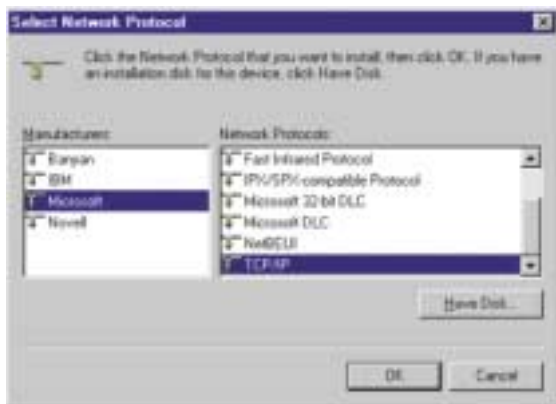 Select Network Protocol
Click the Network Protocol that you want to install, then click OK. If you have
an installation disk for this device, click Have Disk.
Manufacturers:
Banyan
IBM
Microsoft
Novell
Network Protocols:
Fast Infrared Protocol
IPX/SPX-compatible Protocol
Microsoft 32-bit DLC
Microsoft DLC
NetBEUI
TCP/IP
Have Disk...
OK
Cancel